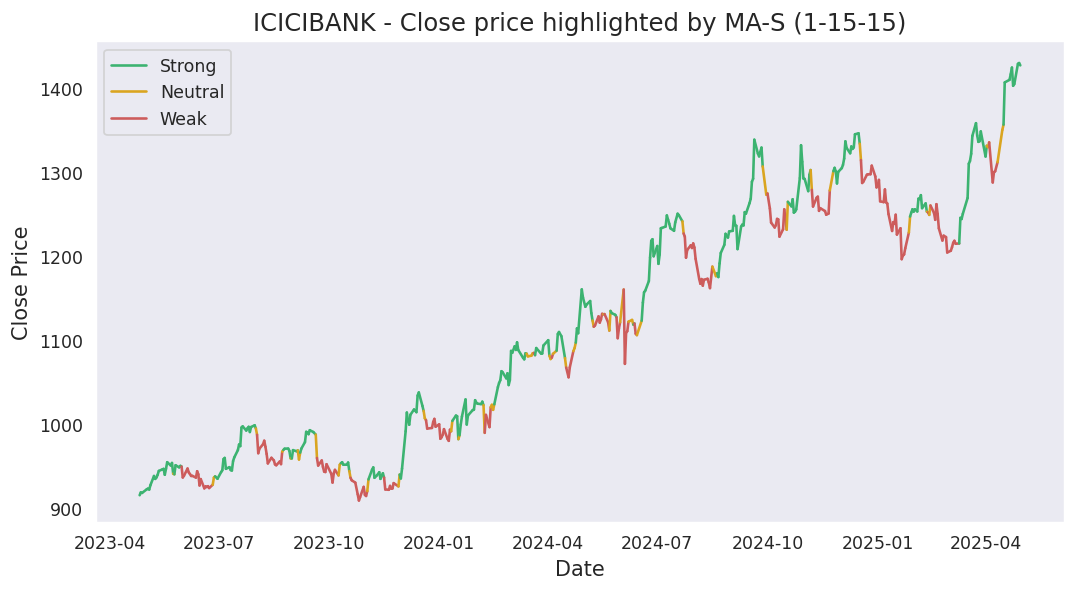 ICICIBANK - Close price highlighted by MA-S (1-15-15)
Strong
Neutral
Weak
Close Price
1400
1300
1200
1100
1000
900
2023-04 2023-07 2023-10 2024-01 2024-04 2024-07 2024-10 2025-01 2025-04
Date